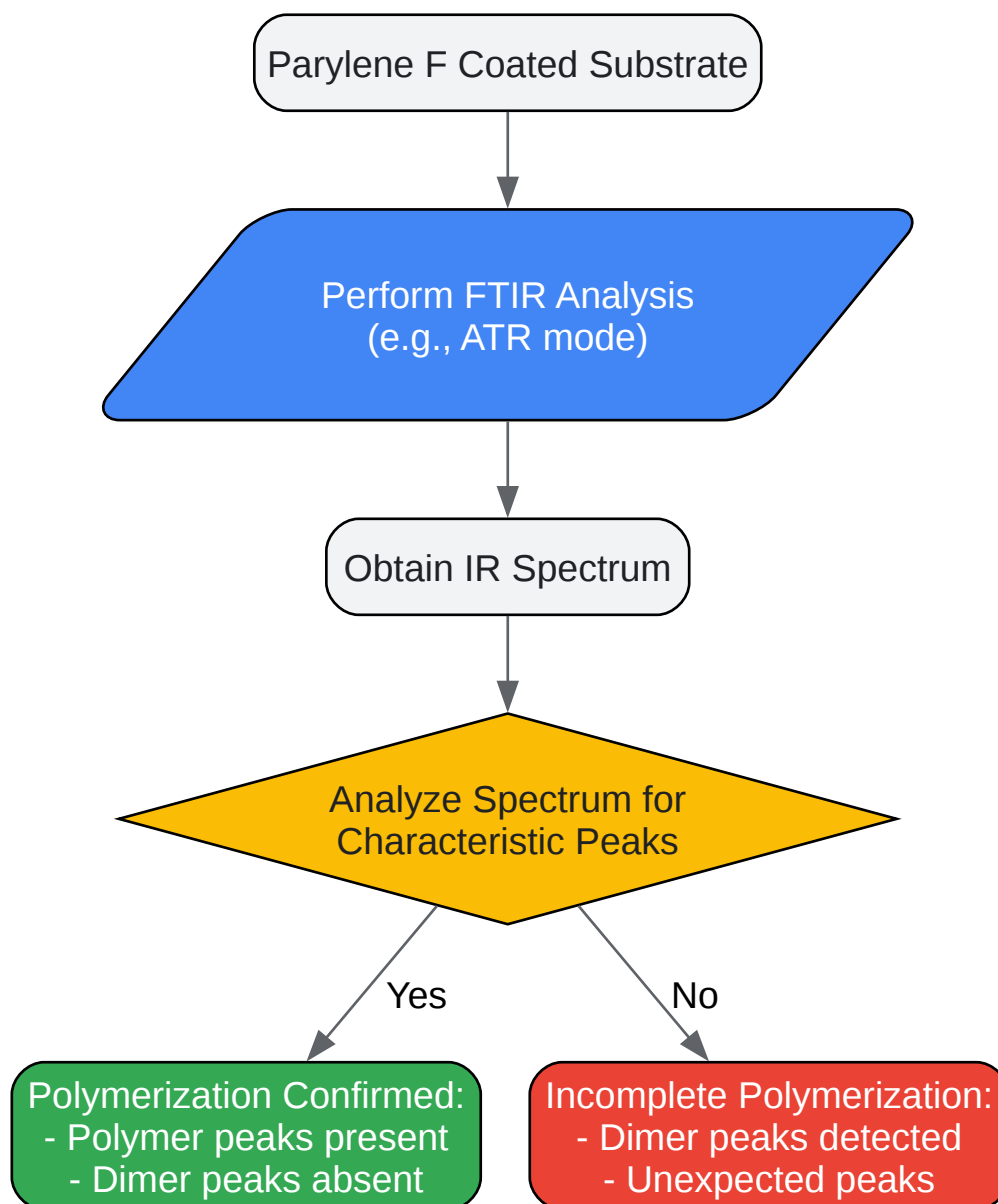 Parylene F Coated Substrate
Perform FTIR Analysis
(e.g., ATR mode)
Obtain IR Spectrum
Analyze Spectrum for
Characteristic Peaks
Yes
No
Polymerization Confirmed:
- Polymer peaks present
- Dimer peaks absent
Incomplete Polymerization:
- Dimer peaks detected
- Unexpected peaks